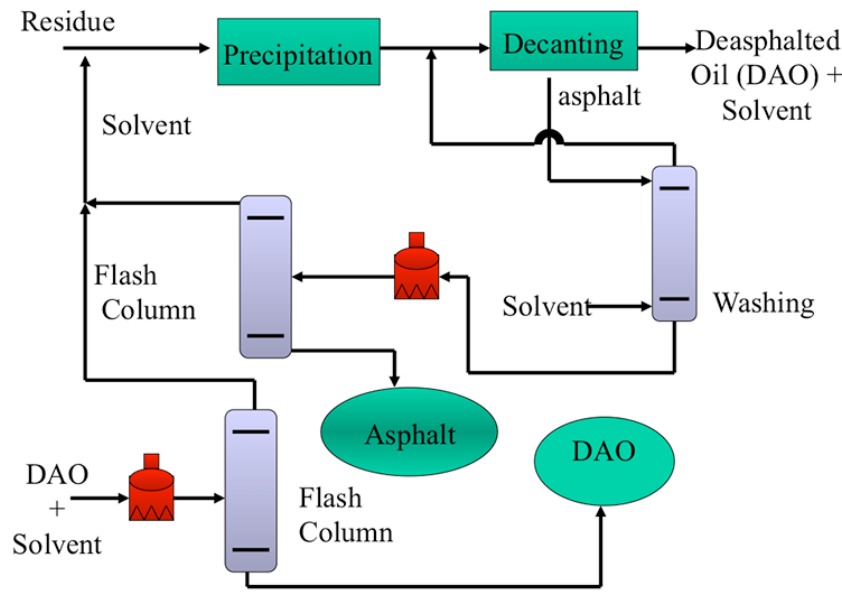 Residue
Precipitation
Decanting
Deasphalted
Oil (DAO) +
Solvent
asphalt
Solvent
Flash
Column
Solvent
Washing
Asphalt
DAO
DAO
+
Solvent
Flash
Column